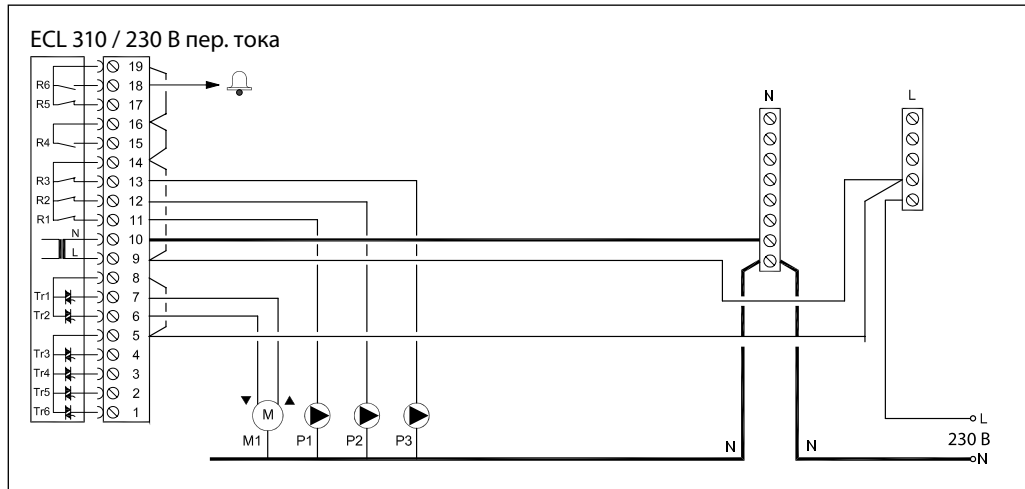 ECL 310 / 230 В пер. тока
19
R6 18
R5 17
16
R4 15
14
R3 13
R2 12
R1 11
N 10
L 9
8
Tr1 7
Tr2 6
5
Tr3 4
Tr4 3
Tr5 2
Tr6 1
N
L
M
M1 P1 P2 P3
N N
L
230 В
N